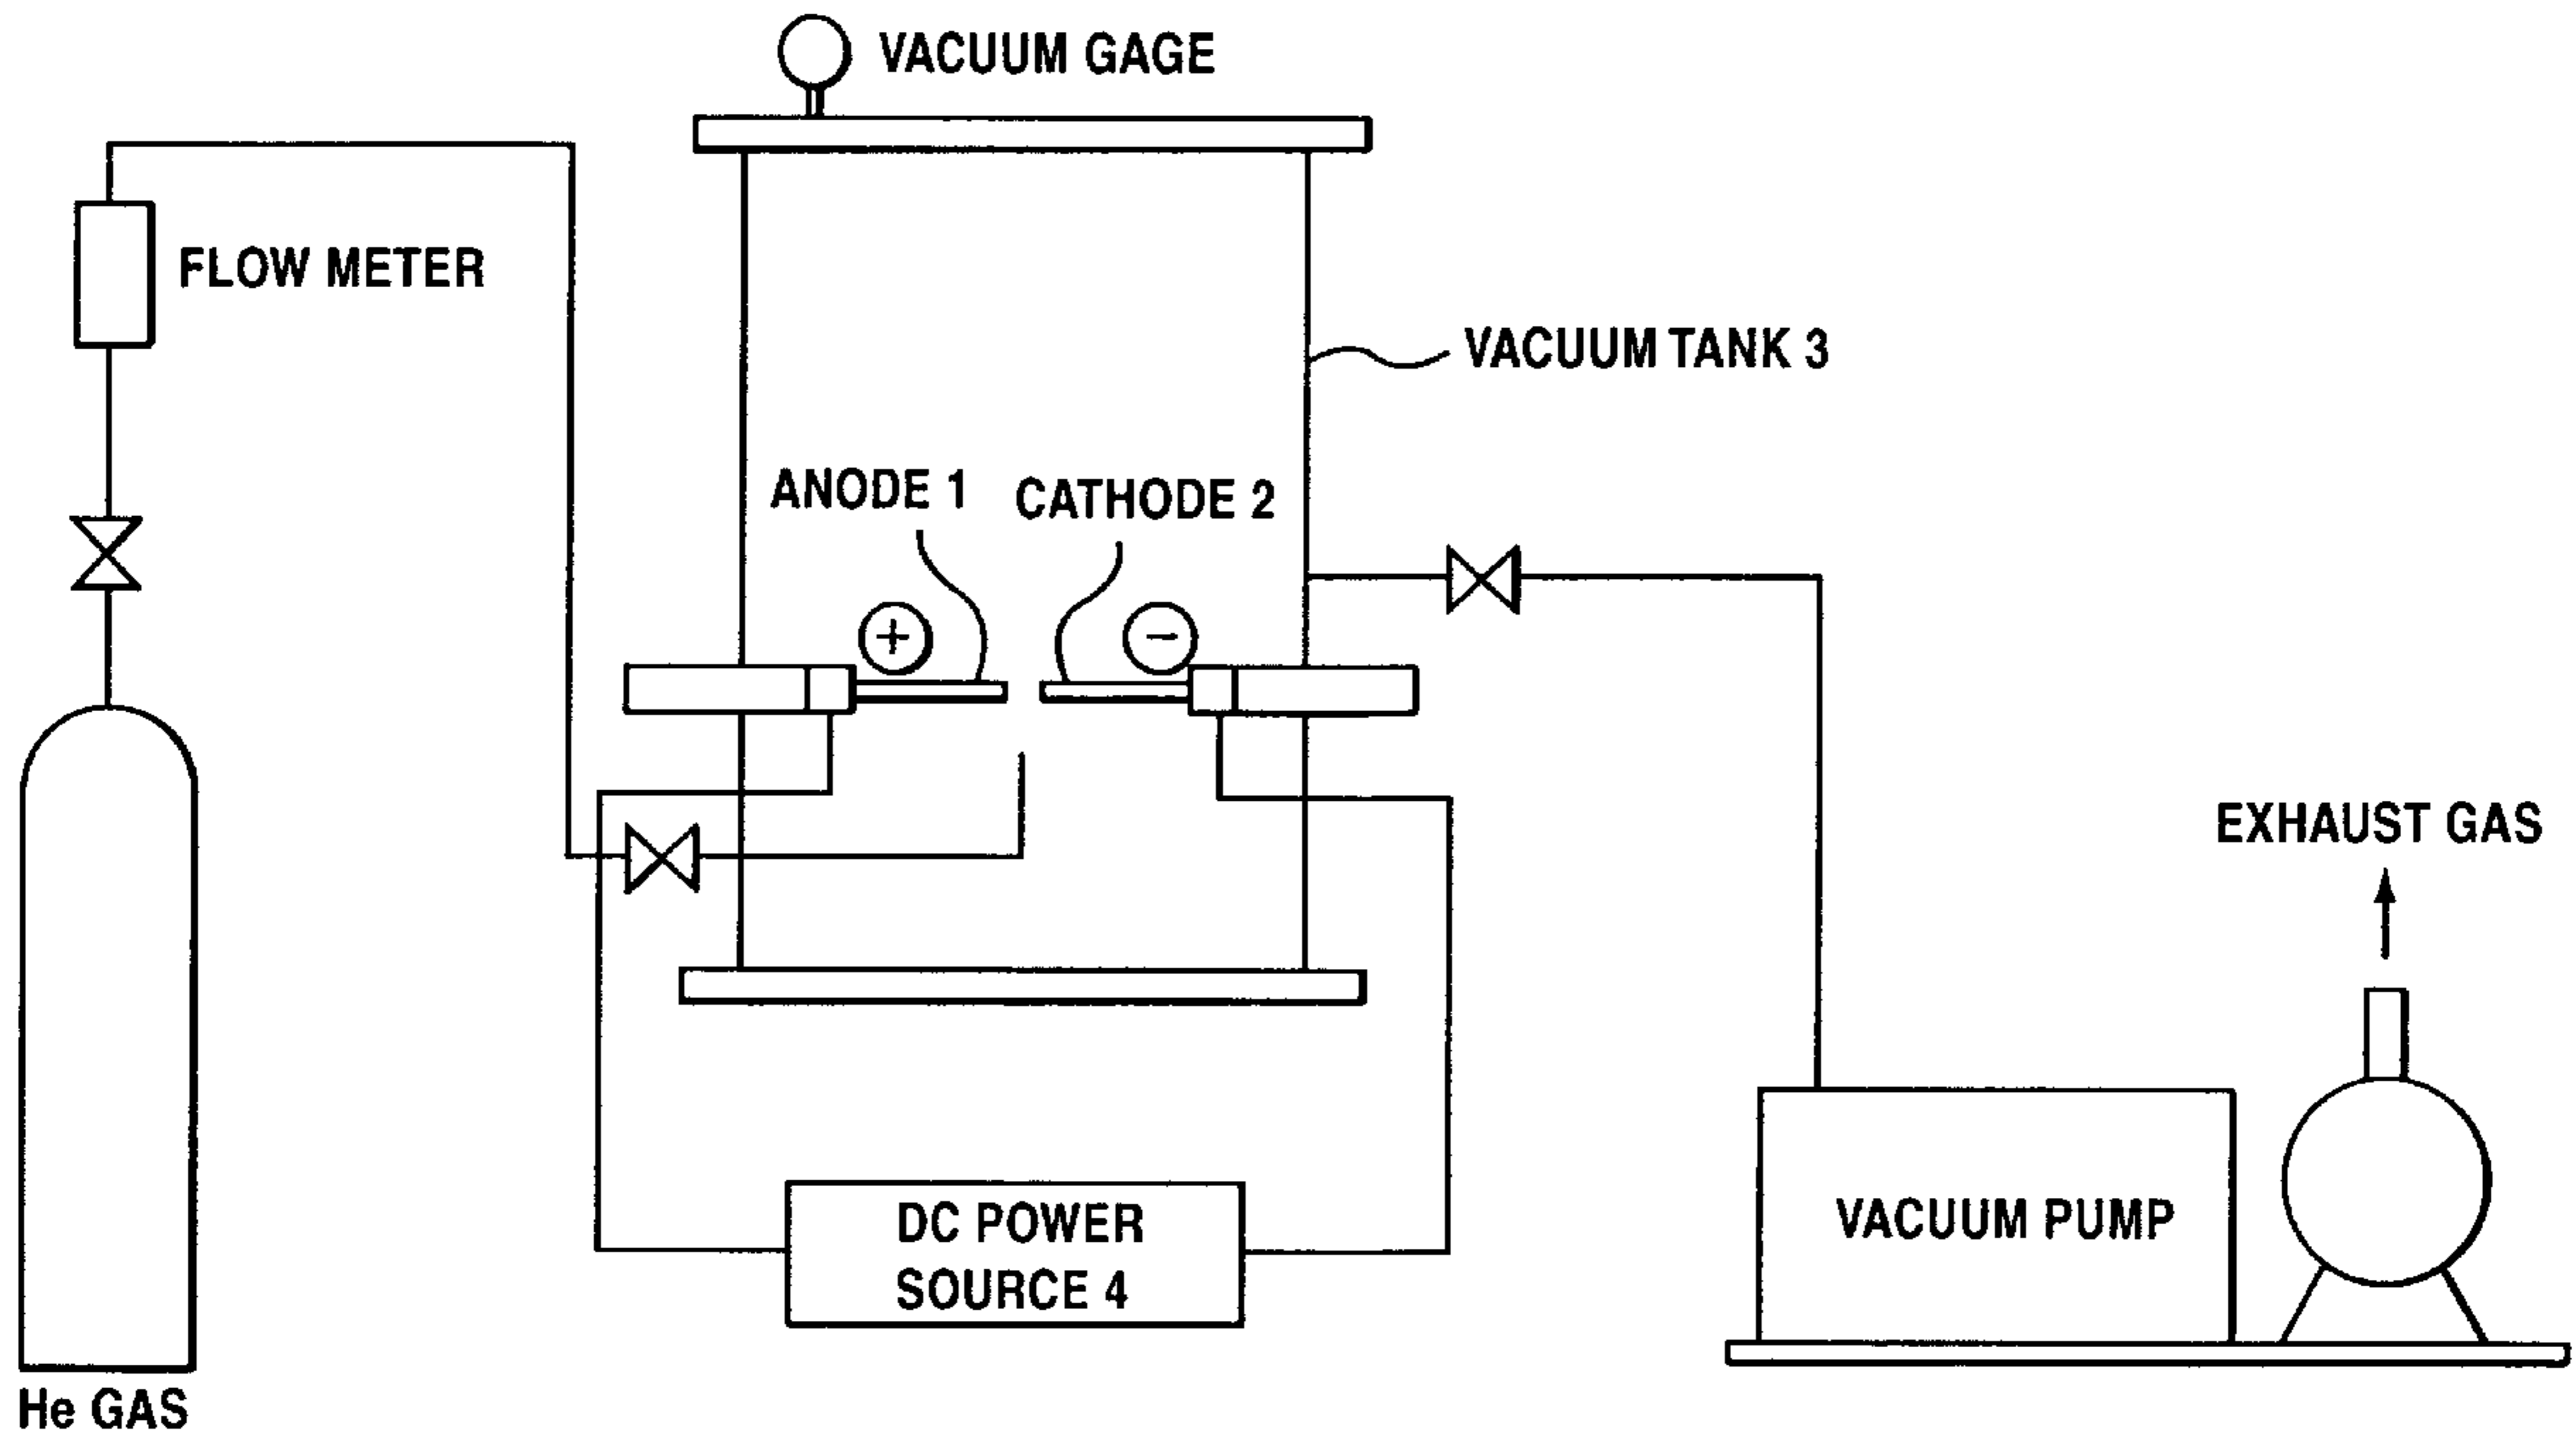 VACUUM GAGE
FLOW METER
VACUUM TANK 3
ANODE 1
CATHODE 2
+
−
EXHAUST GAS
DC POWER
SOURCE 4
VACUUM PUMP
He GAS